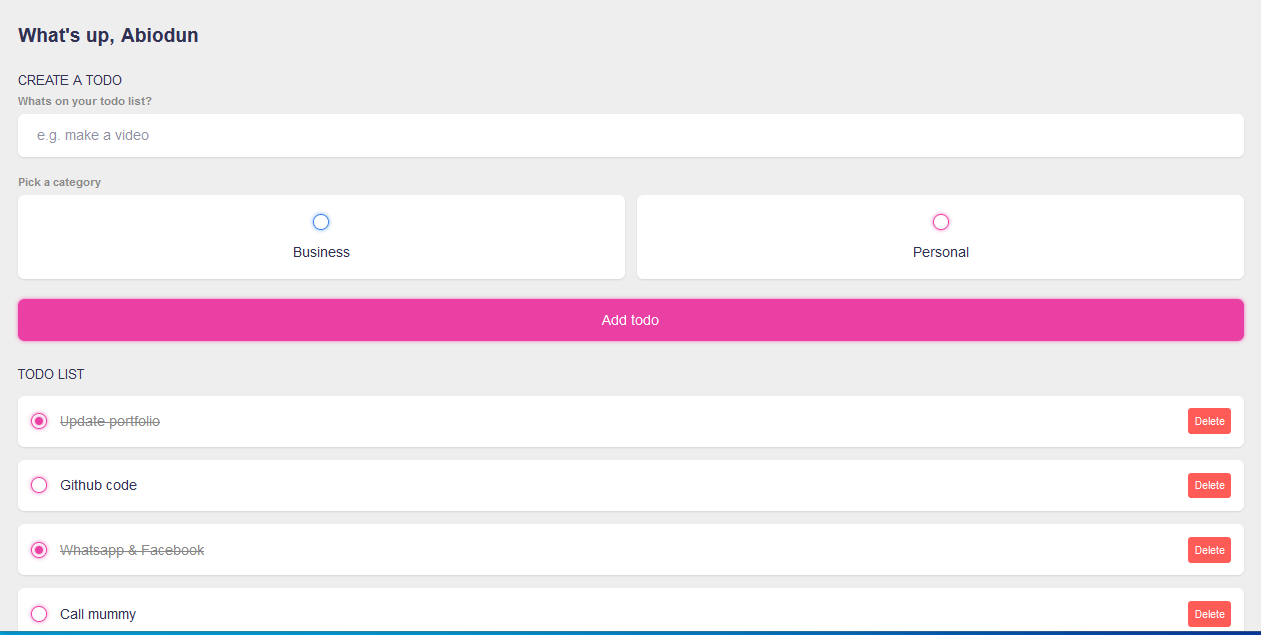 What's up, Abiodun
CREATE A TODO
Whats on your todo list?
e.g. make a video
Pick a category
Business
Personal
Add todo
TODO LIST
Update portfolio
Delete
Github code
Delete
Whatsapp & Facebook
Delete
Call mummy
Delete